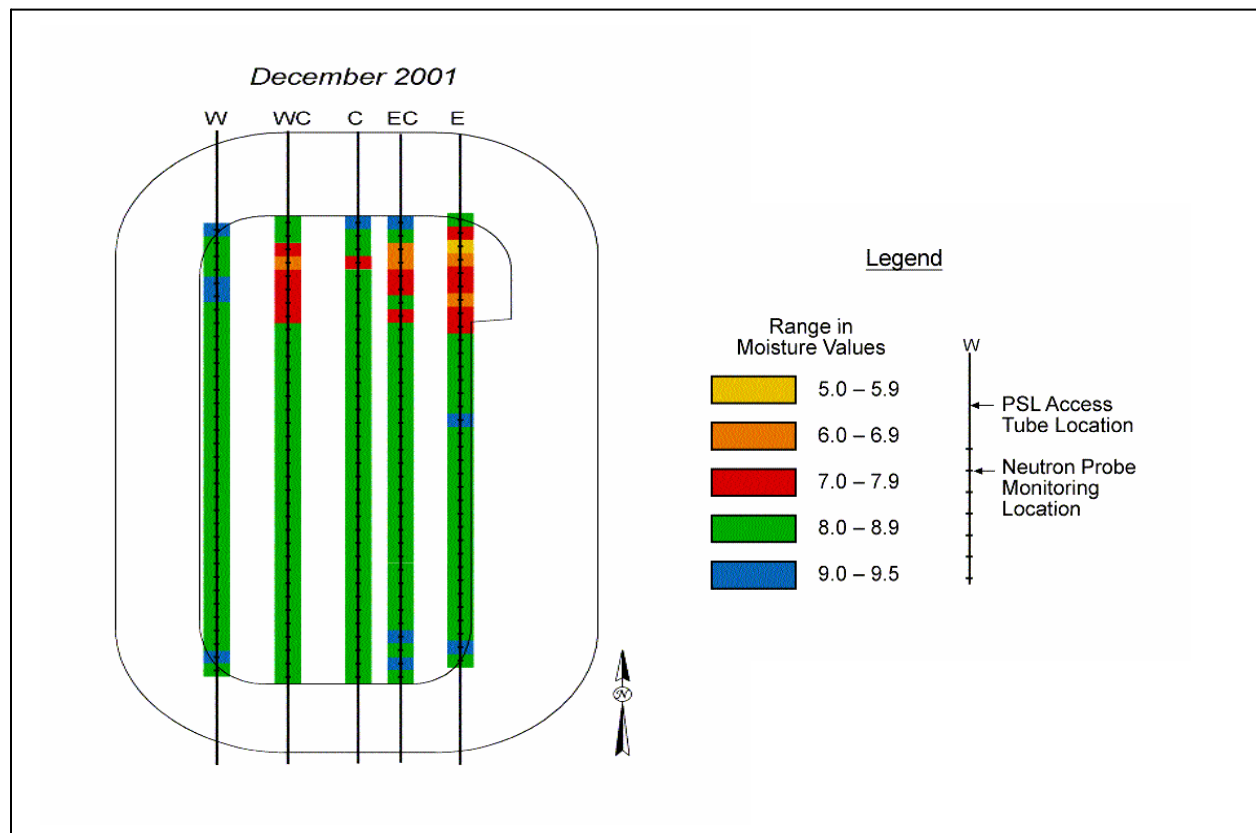 December 2001
W WC C EC E
Legend
Range in
Moisture Values
5.0 – 5.9
6.0 – 6.9
7.0 – 7.9
8.0 – 8.9
9.0 – 9.5
W
PSL Access
Tube Location
Neutron Probe
Monitoring
Location
N